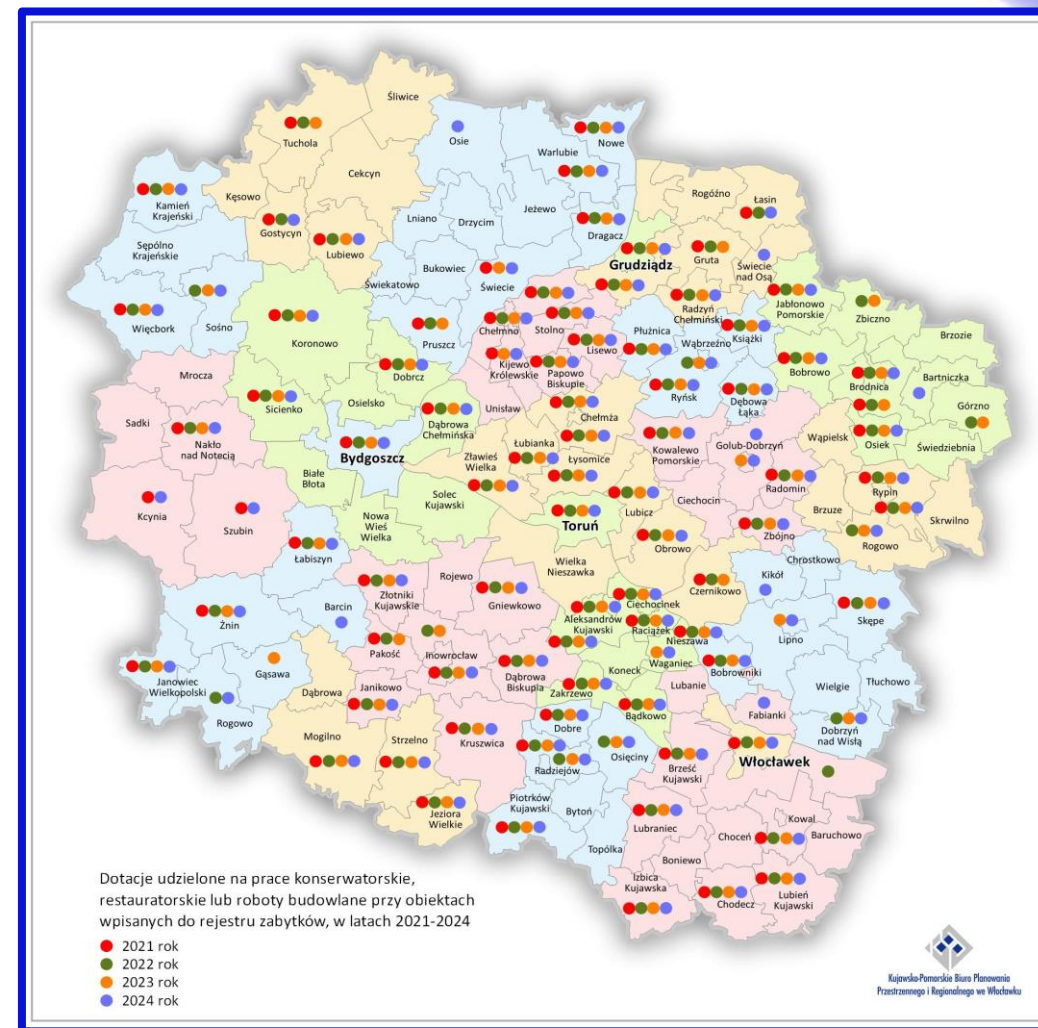 Śliwice
Tuchola
Osie
Nowe
Warlubie
Cekcyn
Rogóźno
Łasin
Kamień
Krajeński
Kęsowo
Lniano
Drzycim
Jeżewo
Dragacz
Gostycyn
Lubiewo
Grudziądz
Gruta
Świecie
nad Osą
Sępólno
Krajeńskie
Bukowiec
Świekatowo
Świecie
Radzyń
Chełmiński
Jabłonowo
Pomorskie
Zbiczno
Więcbork
Sośno
Koronowo
Pruszcz
Chełmno
Stolno
Płużnica
Wąbrzeźno
Książki
Brzozie
Lisewo
Kijewo
Królewskie
Papowo
Biskupie
Bobrowo
Brodnica
Bartniczka
Mrocza
Dobrcz
Ryńsk
Dębowa
Łąka
Górzno
Sicienko
Osielsko
Dąbrowa
Chełmińska
Unisław
Chełmża
Sadki
Nakło
nad Notecią
Łubianka
Łysomice
Kowalewo
Pomorskie
Golub-Dobrzyń
Wąpielsk
Osiek
Świedziebnia
Bydgoszcz
Zławieś
Wielka
Białe
Błota
Solec
Kujawski
Ciechocin
Radomin
Rypin
Kcynia
Szubin
Nowa
Wieś
Wielka
Toruń
Lubicz
Brzuze
Skrwilno
Obrowo
Zbójno
Rogowo
Łabiszyn
Wielka
Nieszawka
Chrostkowo
Rojewo
Złotniki
Kujawskie
Gniewkowo
Czernikowo
Kikół
Barcin
Ciechocinek
Żnin
Aleksandrów
Kujawski
Raciążek
Nieszawa
Lipno
Skępe
Pakość
Inowrocław
Waganiec
Janowiec
Wielkopolski
Gąsawa
Dąbrowa
Janikowo
Dąbrowa
Biskupia
Koneck
Zakrzewo
Bobrowniki
Lubanie
Wielgie
Tłuchowo
Rogowo
Bądkowo
Fabianki
Mogilno
Strzelno
Kruszwica
Dobre
Dobrzyń
nad Wisłą
Radziejów
Osięciny
Brześć
Kujawski
Włocławek
Jeziora
Wielkie
Piotrków
Kujawski
Bytoń
Lubraniec
Kowal
Choceń
Baruchowo
Topólka
Boniewo
Izbica
Kujawska
Chodecz
Lubień
Kujawski
Dotacje udzielone na prace konserwatorskie,
restauratorskie lub roboty budowlane przy obiektach
wpisanych do rejestru zabytków, w latach 2021-2024
2021 rok
2022 rok
2023 rok
2024 rok
Kujawsko-Pomorskie Biuro Planowania
Przestrzennego i Regionalnego we Włocławku